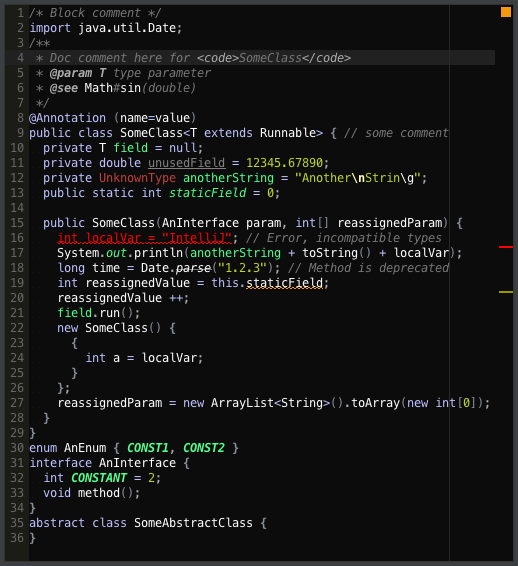 1 /* Block comment */
2 import java.util.Date;
3 /**
4  * Doc comment here for <code>SomeClass</code>
5  * @param T type parameter
6  * @see Math#sin(double)
7  */
8 @Annotation (name=value)
9 public class SomeClass<T extends Runnable> { // some comment
10   private T field = null;
11   private double unusedField = 12345.67890;
12   private UnknownType anotherString = "Another\nStrin\g";
13   public static int staticField = 0;
14
15   public SomeClass(AnInterface param, int[] reassignedParam) {
16     int localVar = "IntelliJ"; // Error, incompatible types
17     System.out.println(anotherString + toString() + localVar);
18     long time = Date.parse("1.2.3"); // Method is deprecated
19     int reassignedValue = this.staticField;
20     reassignedValue ++;
21     field.run();
22     new SomeClass() {
23       {
24         int a = localVar;
25       }
26     };
27     reassignedParam = new ArrayList<String>().toArray(new int[0]);
28   }
29 }
30 enum AnEnum { CONST1, CONST2 }
31 interface AnInterface {
32   int CONSTANT = 2;
33   void method();
34 }
35 abstract class SomeAbstractClass {
36 }